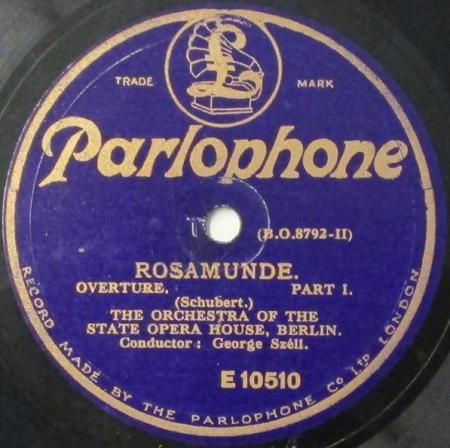 TRADE MARK
Parlophone
(B.O.8792-II)
ROSAMUNDE.
OVERTURE. PART I.
(Schubert.)
THE ORCHESTRA OF THE
STATE OPERA HOUSE, BERLIN.
Conductor: George Széll.
E 10510
RECORD MADE BY THE PARLOPHONE Co LTD LONDON